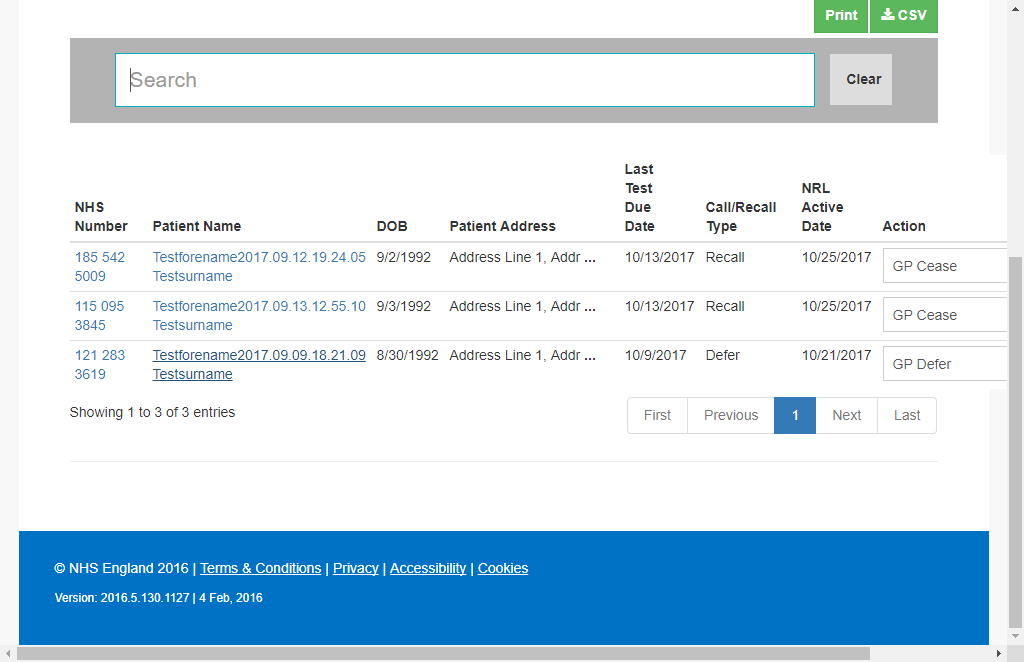 Print CSV
Search Clear
Last
Test NRL
NHS Due Call/Recall Active
Number Patient Name DOB Patient Address Date Type Date Action
185 542 Testforename2017.09.12.19.24.05 9/2/1992 Address Line 1, Addr ... 10/13/2017 Recall 10/25/2017 GP Cease
5009 Testsurname
115 095 Testforename2017.09.13.12.55.10 9/3/1992 Address Line 1, Addr ... 10/13/2017 Recall 10/25/2017 GP Cease
3845 Testsurname
121 283 Testforename2017.09.09.18.21.09 8/30/1992 Address Line 1, Addr ... 10/9/2017 Defer 10/21/2017 GP Defer
3619 Testsurname
Showing 1 to 3 of 3 entries First Previous 1 Next Last
© NHS England 2016 | Terms & Conditions | Privacy | Accessibility | Cookies
Version: 2016.5.130.1127 | 4 Feb, 2016